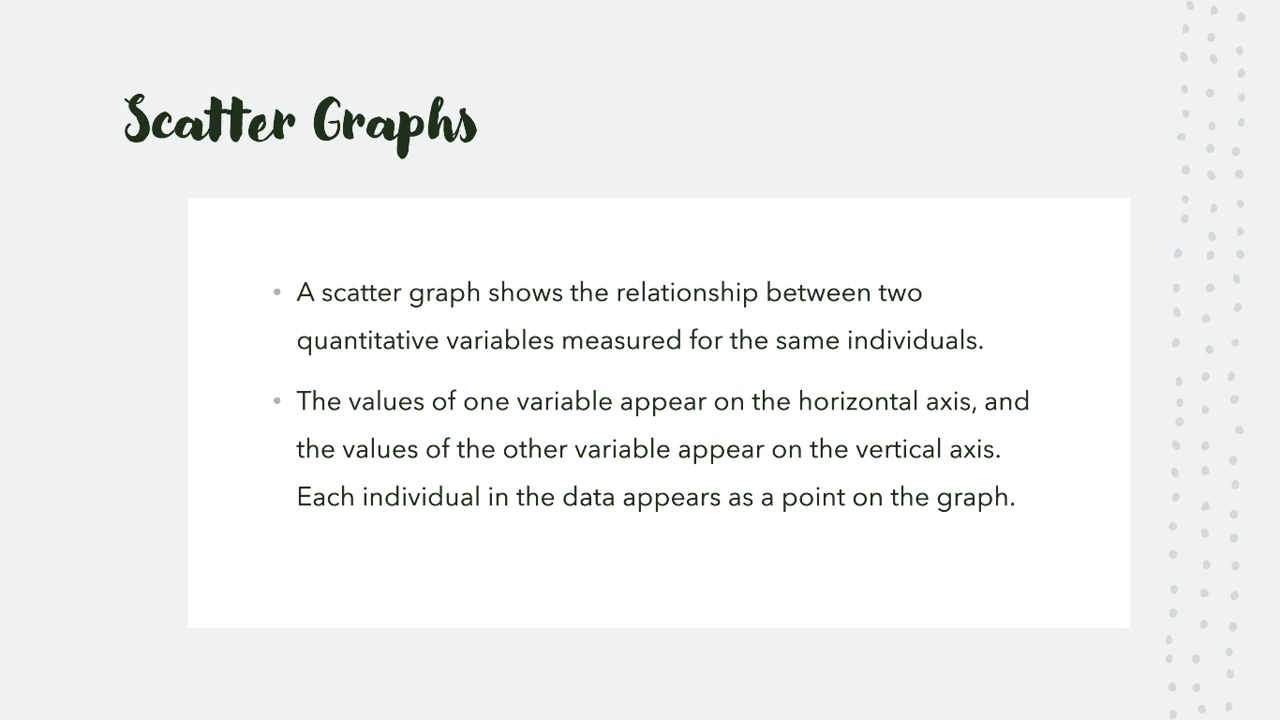 Scatter Graphs
• A scatter graph shows the relationship between two
quantitative variables measured for the same individuals.
• The values of one variable appear on the horizontal axis, and
the values of the other variable appear on the vertical axis.
Each individual in the data appears as a point on the graph.